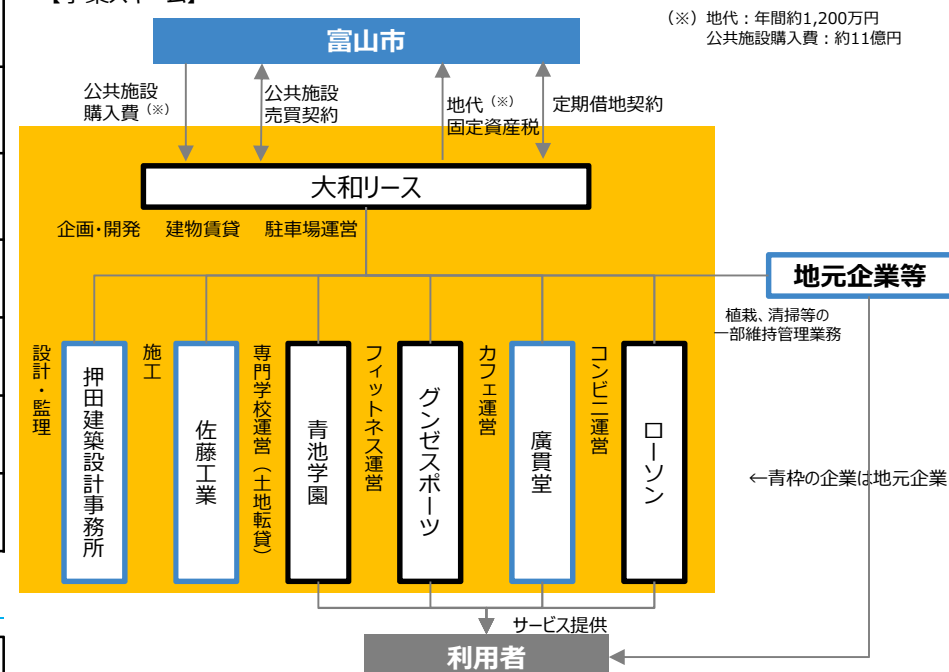 【事業スキーム】
(※)地代：年間約1,200万円
公共施設購入費：約11億円
富山市
公共施設
購入費(※)
公共施設
売買契約
地代(※)
固定資産税
定期借地契約
大和リース
企画・開発 建物賃貸 駐車場運営
地元企業等
植栽、清掃等の
一部維持管理業務
設計・監理
押田建築設計事務所
施工
佐藤工業
専門学校運営(土地転貸)
青池学園
フィットネス運営
グンゼスポーツ
カフェ運営
廣貫堂
コンビニ運営
ローソン
←青枠の企業は地元企業
サービス提供
利用者